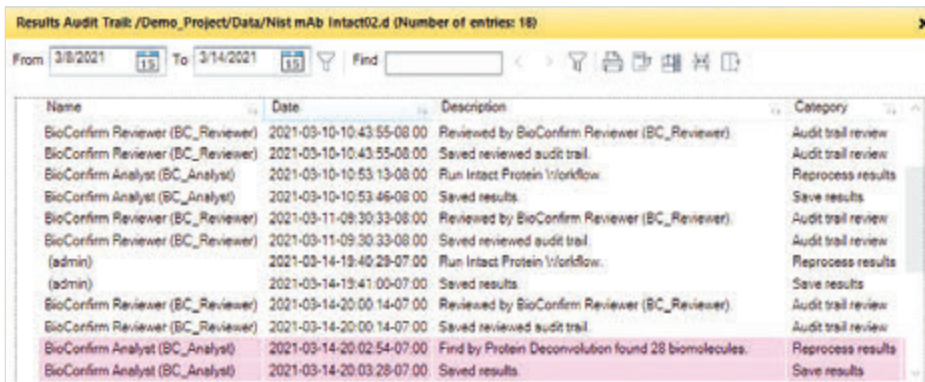 Results Audit Trail: /Demo_Project/Data/Nist mAb Intact02.d (Number of entries: 18)
From 3/8/2021 15 To 3/14/2021 15 Find
Name Date Description Category
BioConfirm Reviewer (BC_Reviewer) 2021-03-10-10:43:55-08:00 Reviewed by BioConfirm Reviewer (BC_Reviewer). Audit trail review
BioConfirm Reviewer (BC_Reviewer) 2021-03-10-10:43:55-08:00 Saved reviewed audit trail. Audit trail review
BioConfirm Analyst (BC_Analyst) 2021-03-10-10:53:13-08:00 Run Intact Protein Workflow. Reprocess results
BioConfirm Analyst (BC_Analyst) 2021-03-10-10:53:46-08:00 Saved results. Save results
BioConfirm Reviewer (BC_Reviewer) 2021-03-11-09:30:33-08:00 Reviewed by BioConfirm Reviewer (BC_Reviewer). Audit trail review
BioConfirm Reviewer (BC_Reviewer) 2021-03-11-09:30:33-08:00 Saved reviewed audit trail. Audit trail review
(admin) 2021-03-14-19:40:29-07:00 Run Intact Protein Workflow. Reprocess results
(admin) 2021-03-14-19:41:00-07:00 Saved results. Save results
BioConfirm Reviewer (BC_Reviewer) 2021-03-14-20:00:14-07:00 Reviewed by BioConfirm Reviewer (BC_Reviewer). Audit trail review
BioConfirm Reviewer (BC_Reviewer) 2021-03-14-20:00:14-07:00 Saved reviewed audit trail. Audit trail review
BioConfirm Analyst (BC_Analyst) 2021-03-14-20:02:54-07:00 Find by Protein Deconvolution found 28 biomolecules. Reprocess results
BioConfirm Analyst (BC_Analyst) 2021-03-14-20:03:28-07:00 Saved results. Save results